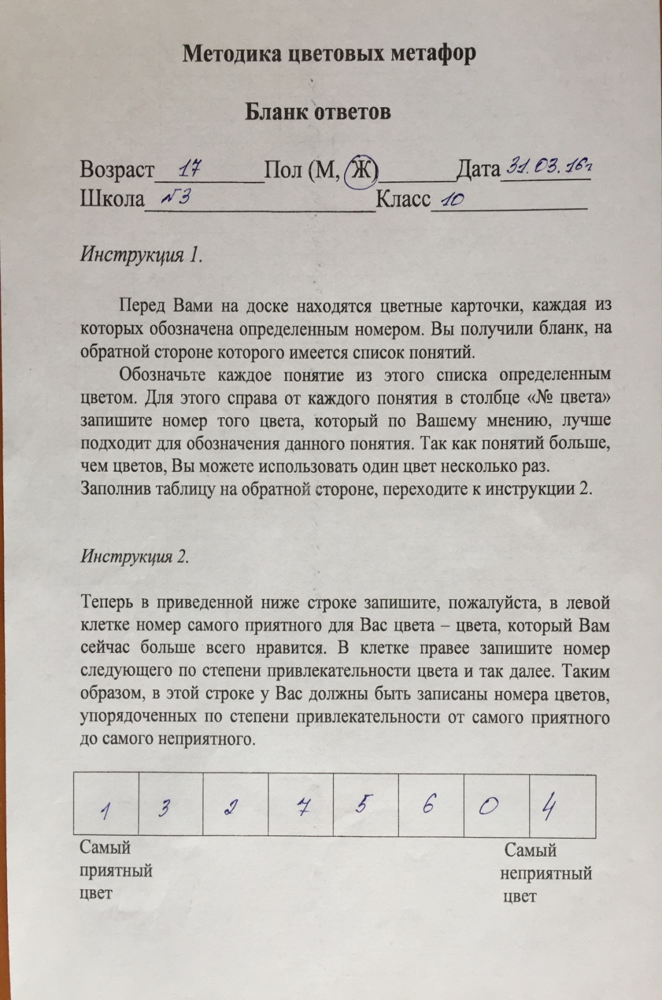 Методика цветовых метафор
Бланк ответов
Возраст 17 Пол (М, Ж) Дата 31.03.16г
Школа №3 Класс 10
Инструкция 1.
Перед Вами на доске находятся цветные карточки, каждая из
которых обозначена определенным номером. Вы получили бланк, на
обратной стороне которого имеется список понятий.
Обозначьте каждое понятие из этого списка определенным
цветом. Для этого справа от каждого понятия в столбце «№ цвета»
запишите номер того цвета, который по Вашему мнению, лучше
подходит для обозначения данного понятия. Так как понятий больше,
чем цветов, Вы можете использовать один цвет несколько раз.
Заполнив таблицу на обратной стороне, переходите к инструкции 2.
Инструкция 2.
Теперь в приведенной ниже строке запишите, пожалуйста, в левой
клетке номер самого приятного для Вас цвета – цвета, который Вам
сейчас больше всего нравится. В клетке правее запишите номер
следующего по степени привлекательности цвета и так далее. Таким
образом, в этой строке у Вас должны быть записаны номера цветов,
упорядоченных по степени привлекательности от самого приятного
до самого неприятного.
1 3 2 7 5 6 0 4
Самый
приятный
цвет
Самый
неприятный
цвет